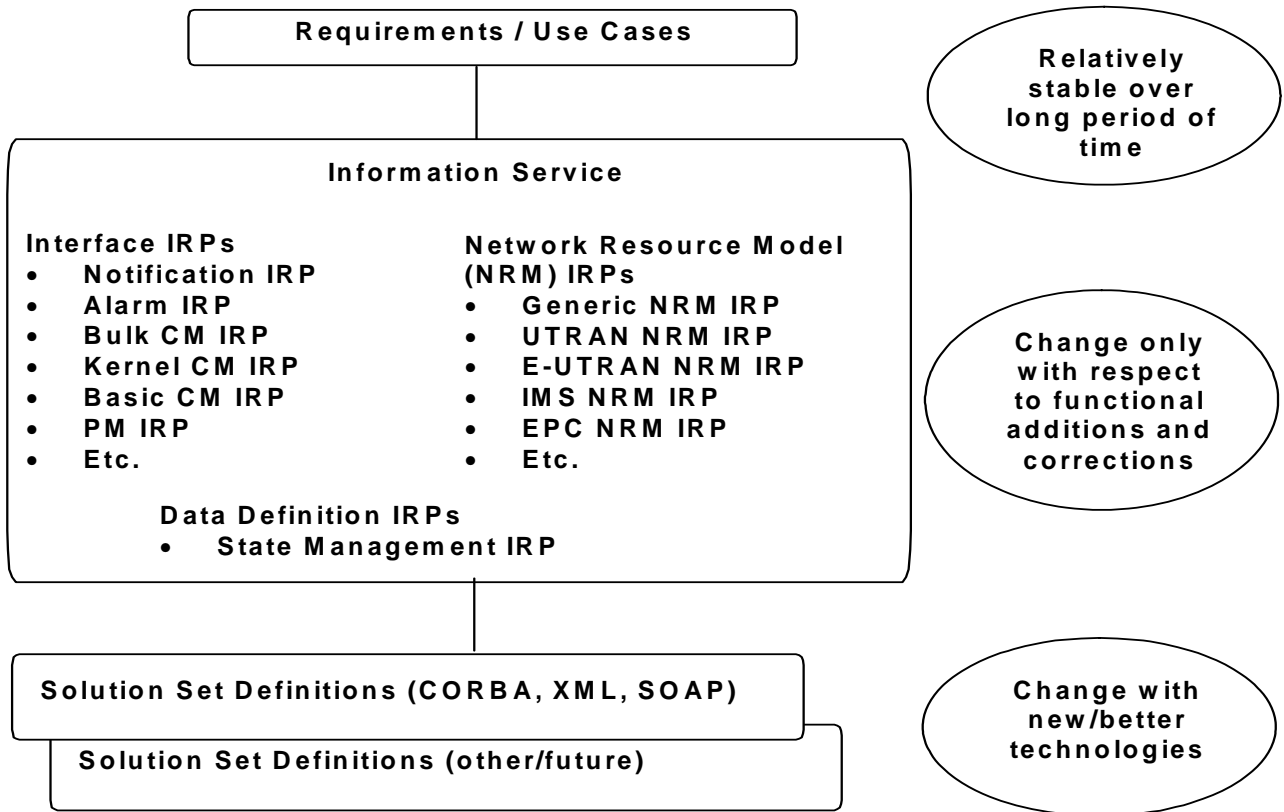 Requirements / Use Cases
Relatively
stable over
long period of
time
Information Service
Interface IRPs
• Notification IRP
• Alarm IRP
• Bulk CM IRP
• Kernel CM IRP
• Basic CM IRP
• PM IRP
• Etc.
Network Resource Model
(NRM) IRPs
• Generic NRM IRP
• UTRAN NRM IRP
• E-UTRAN NRM IRP
• IMS NRM IRP
• EPC NRM IRP
• Etc.
Data Definition IRPs
• State Management IRP
Change only
with respect
to functional
additions and
corrections
Solution Set Definitions (CORBA, XML, SOAP)
Solution Set Definitions (other/future)
Change with
new/better
technologies